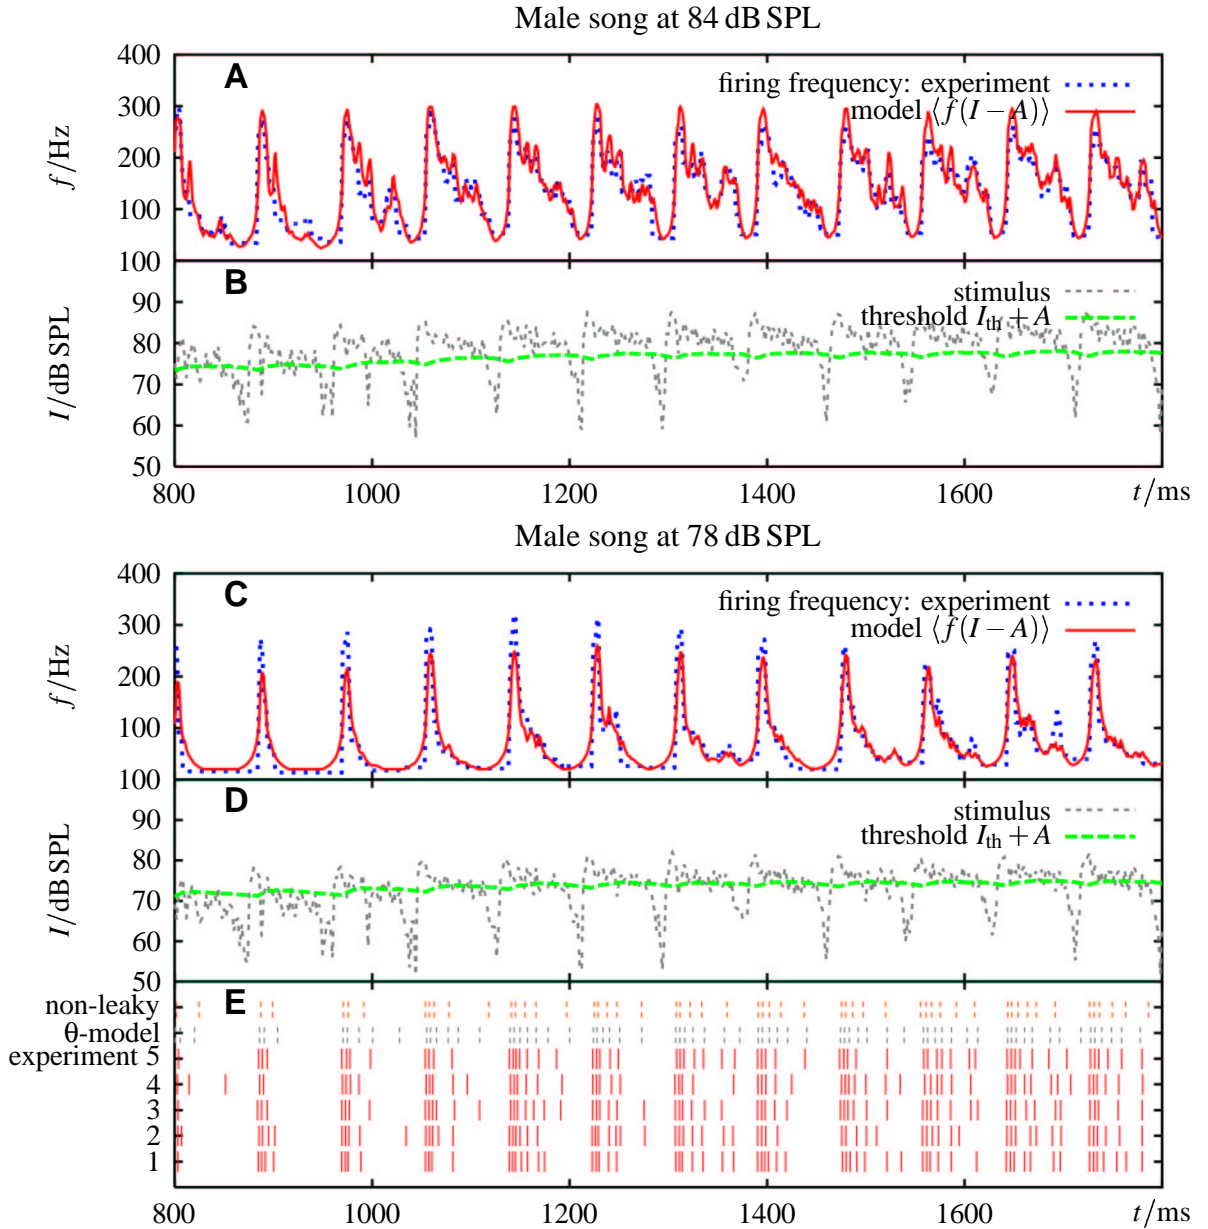 Male song at 84 dB SPL
A
400
300
200
100
f/Hz
firing frequency: experiment
model ⟨f(I − A)⟩
B
100
90
80
70
60
50
I/dB SPL
stimulus
threshold Ith + A
800 1000 1200 1400 1600 t/ms
Male song at 78 dB SPL
C
400
300
200
100
f/Hz
firing frequency: experiment
model ⟨f(I − A)⟩
D
100
90
80
70
60
50
I/dB SPL
stimulus
threshold Ith + A
E
non-leaky
θ-model
experiment 5
4
3
2
1
800 1000 1200 1400 1600 t/ms